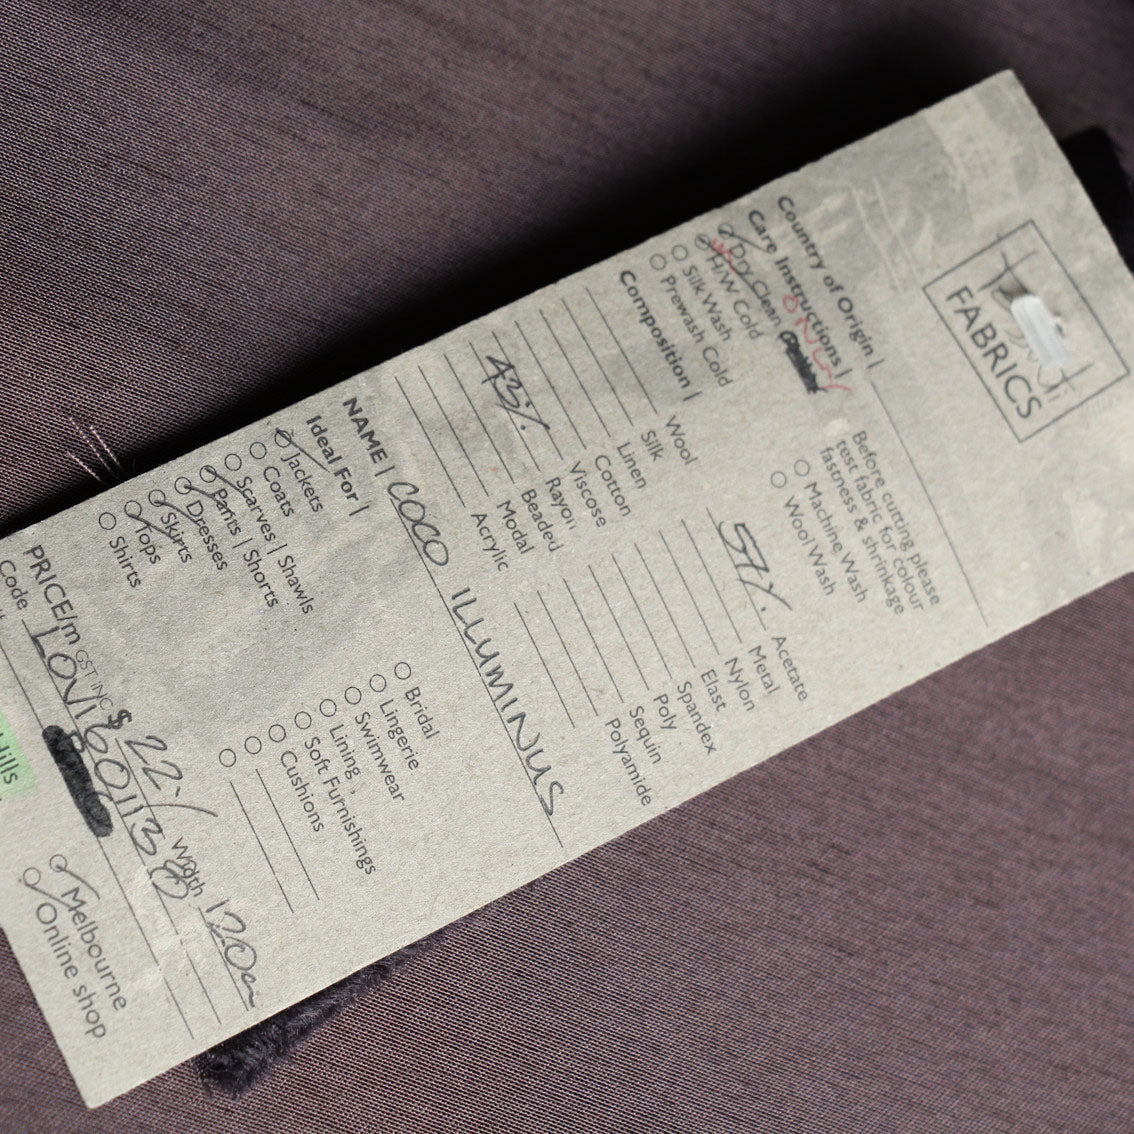 FABRICS
Country of Origin |
Care Instructions |
ONLY
Dry Clean
H/W Cold
Silk Wash
Prewash Cold
Before cutting please
test fabric for colour
fastness & shrinkage
Machine Wash
Wool Wash
Composition |
Wool
Silk
Linen
Cotton
Viscose
43% Rayon
Beaded
Modal
Acrylic
57% Acetate
Metal
Nylon
Elast
Spandex
Poly
Sequin
Polyamide
NAME | COCO ILLUMINUS
Ideal For |
Jackets
Coats
Scarves | Shawls
Pants | Shorts
Dresses
Skirts
Tops
Shirts
Bridal
Lingerie
Swimwear
Lining
Soft Furnishings
Cushions
PRICE/m GST INC $22./ Width 120cm
Code LOVI60113
Hills
Melbourne
Online shop